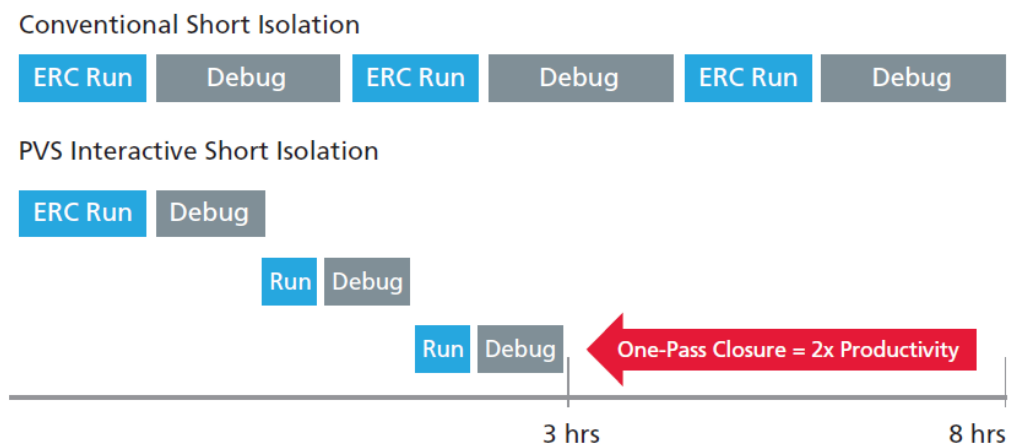 Conventional Short Isolation
ERC Run Debug ERC Run Debug ERC Run Debug
PVS Interactive Short Isolation
ERC Run Debug
Run Debug
Run Debug One-Pass Closure = 2x Productivity
3 hrs 8 hrs